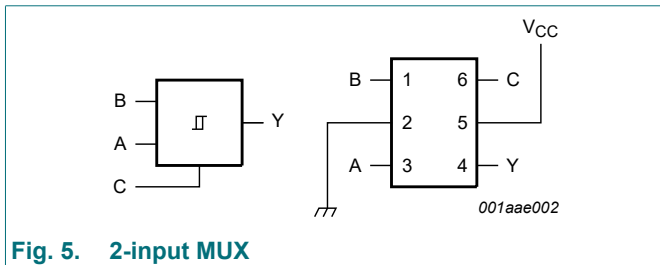 VCC
B
A
C
Y
B 1 6 C
2 5
A 3 4 Y
001aae002
Fig. 5. 2-input MUX